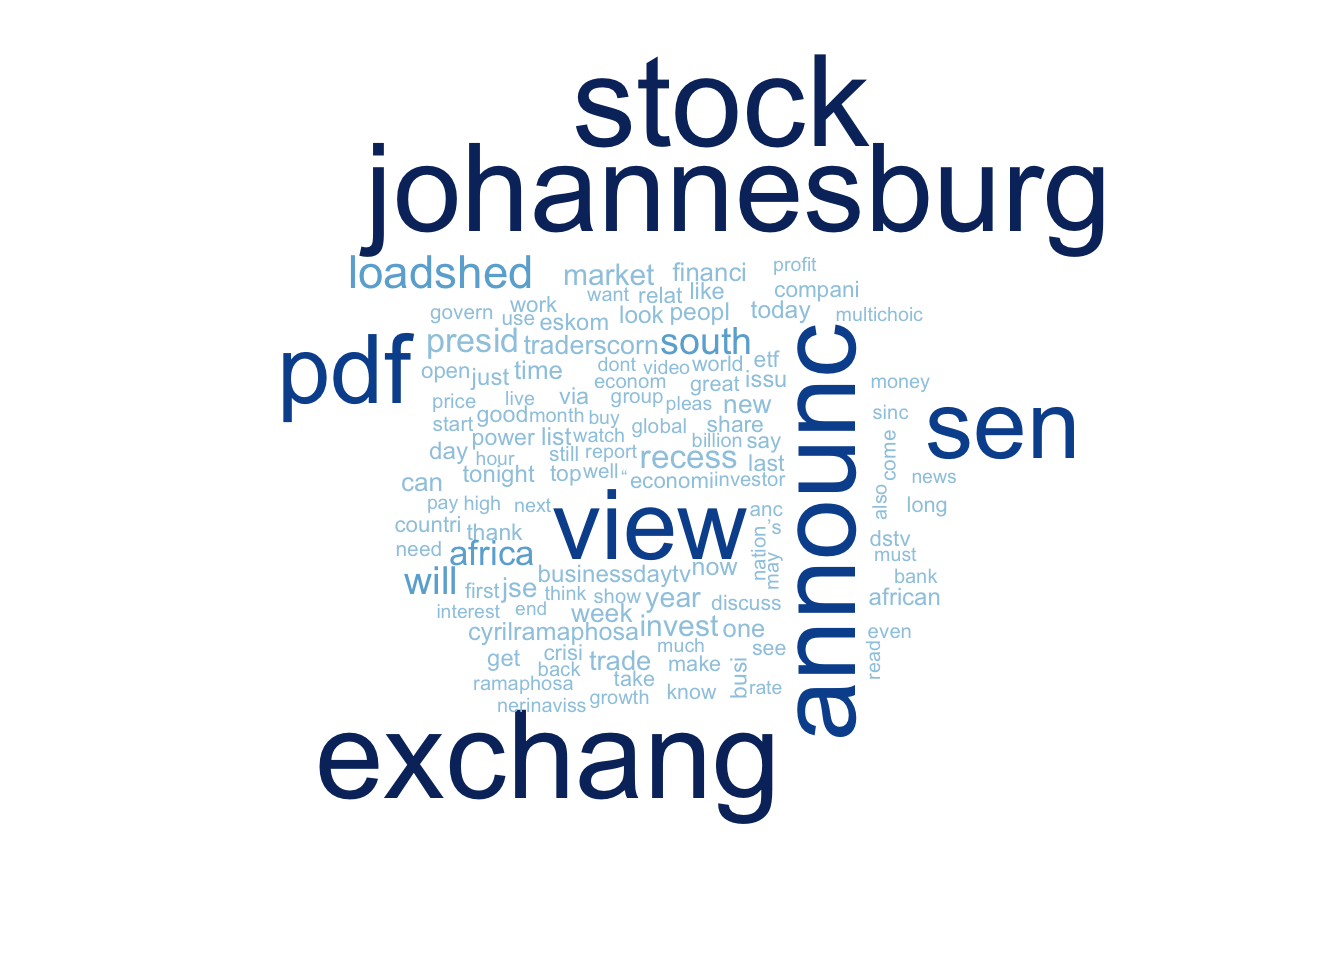 stock
johannesburg
loadshed market financi profit
want relat like compani
govern work
use eskom look peopl today multichoic
presid traderscorn south
pdf
announc
open just time dont video world etf
econom great issu money
price live via group pleas new
sen
start good month buy global share sinc
power list watch billion say
day hour still report recess last come
can tonight top well “ economi investor news
pay high next view anc also long
countri thank 's
need africa nation dstv
may must
will first jse businessdaytv now bank
think show year discuss african
interest end week
cyrilramaphosa invest one even
get crisi much see read
back trade make busi
ramaphosa take know rate
nerinaviss growth
exchang